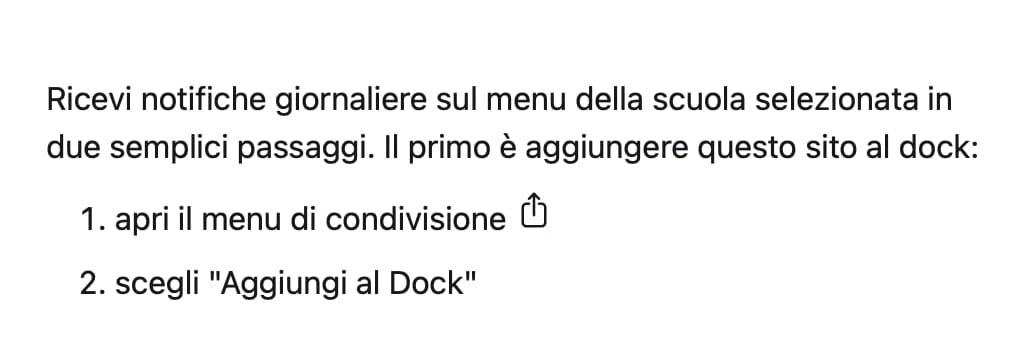 Ricevi notifiche giornaliere sul menu della scuola selezionata in
due semplici passaggi. Il primo è aggiungere questo sito al dock:
1. apri il menu di condivisione
2. scegli "Aggiungi al Dock"